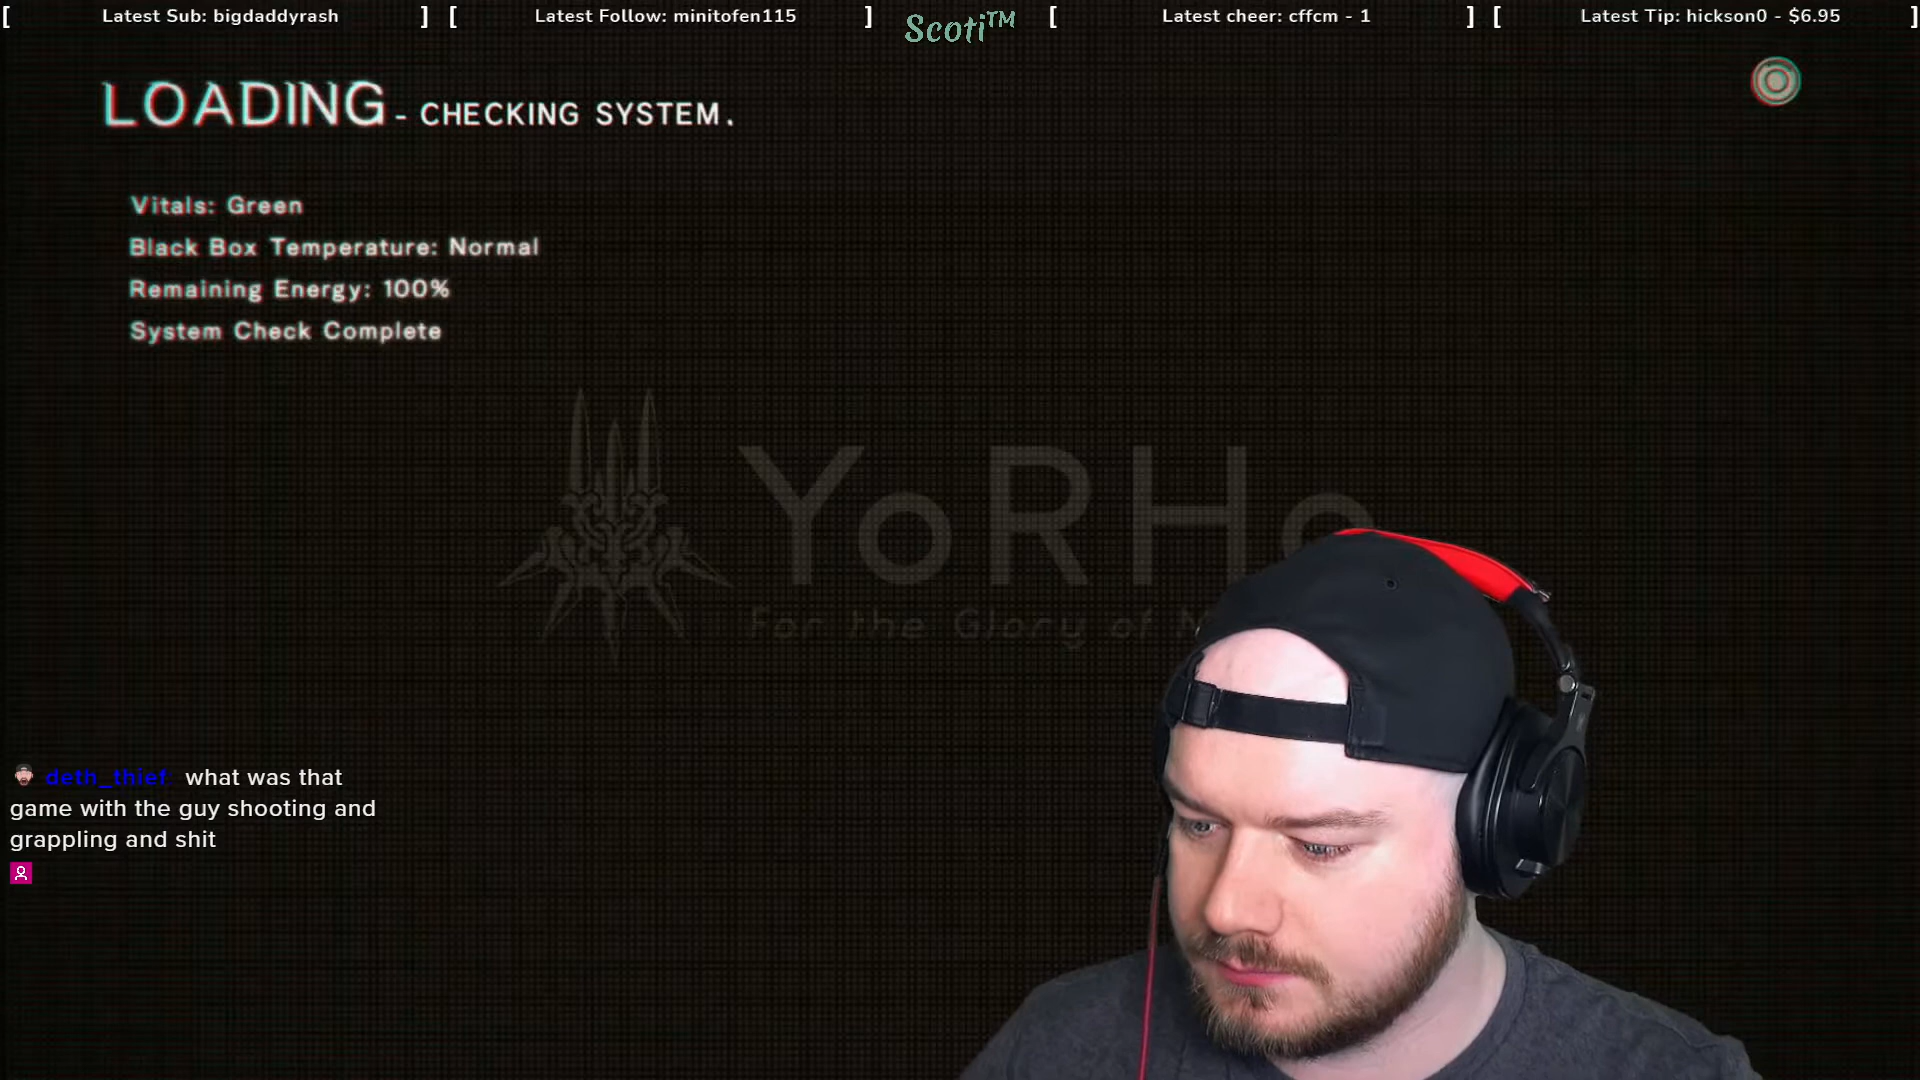 [ Latest Sub: bigdaddyrash ] [ Latest Follow: minitofen115 ] Scoti™ [ Latest cheer: cffcm - 1 ] [ Latest Tip: hickson0 - $6.95 ]
LOADING - CHECKING SYSTEM.
Vitals: Green
Black Box Temperature: Normal
Remaining Energy: 100%
System Check Complete
YoRHa
For the Glory of
deth_thief: what was that
game with the guy shooting and
grappling and shit